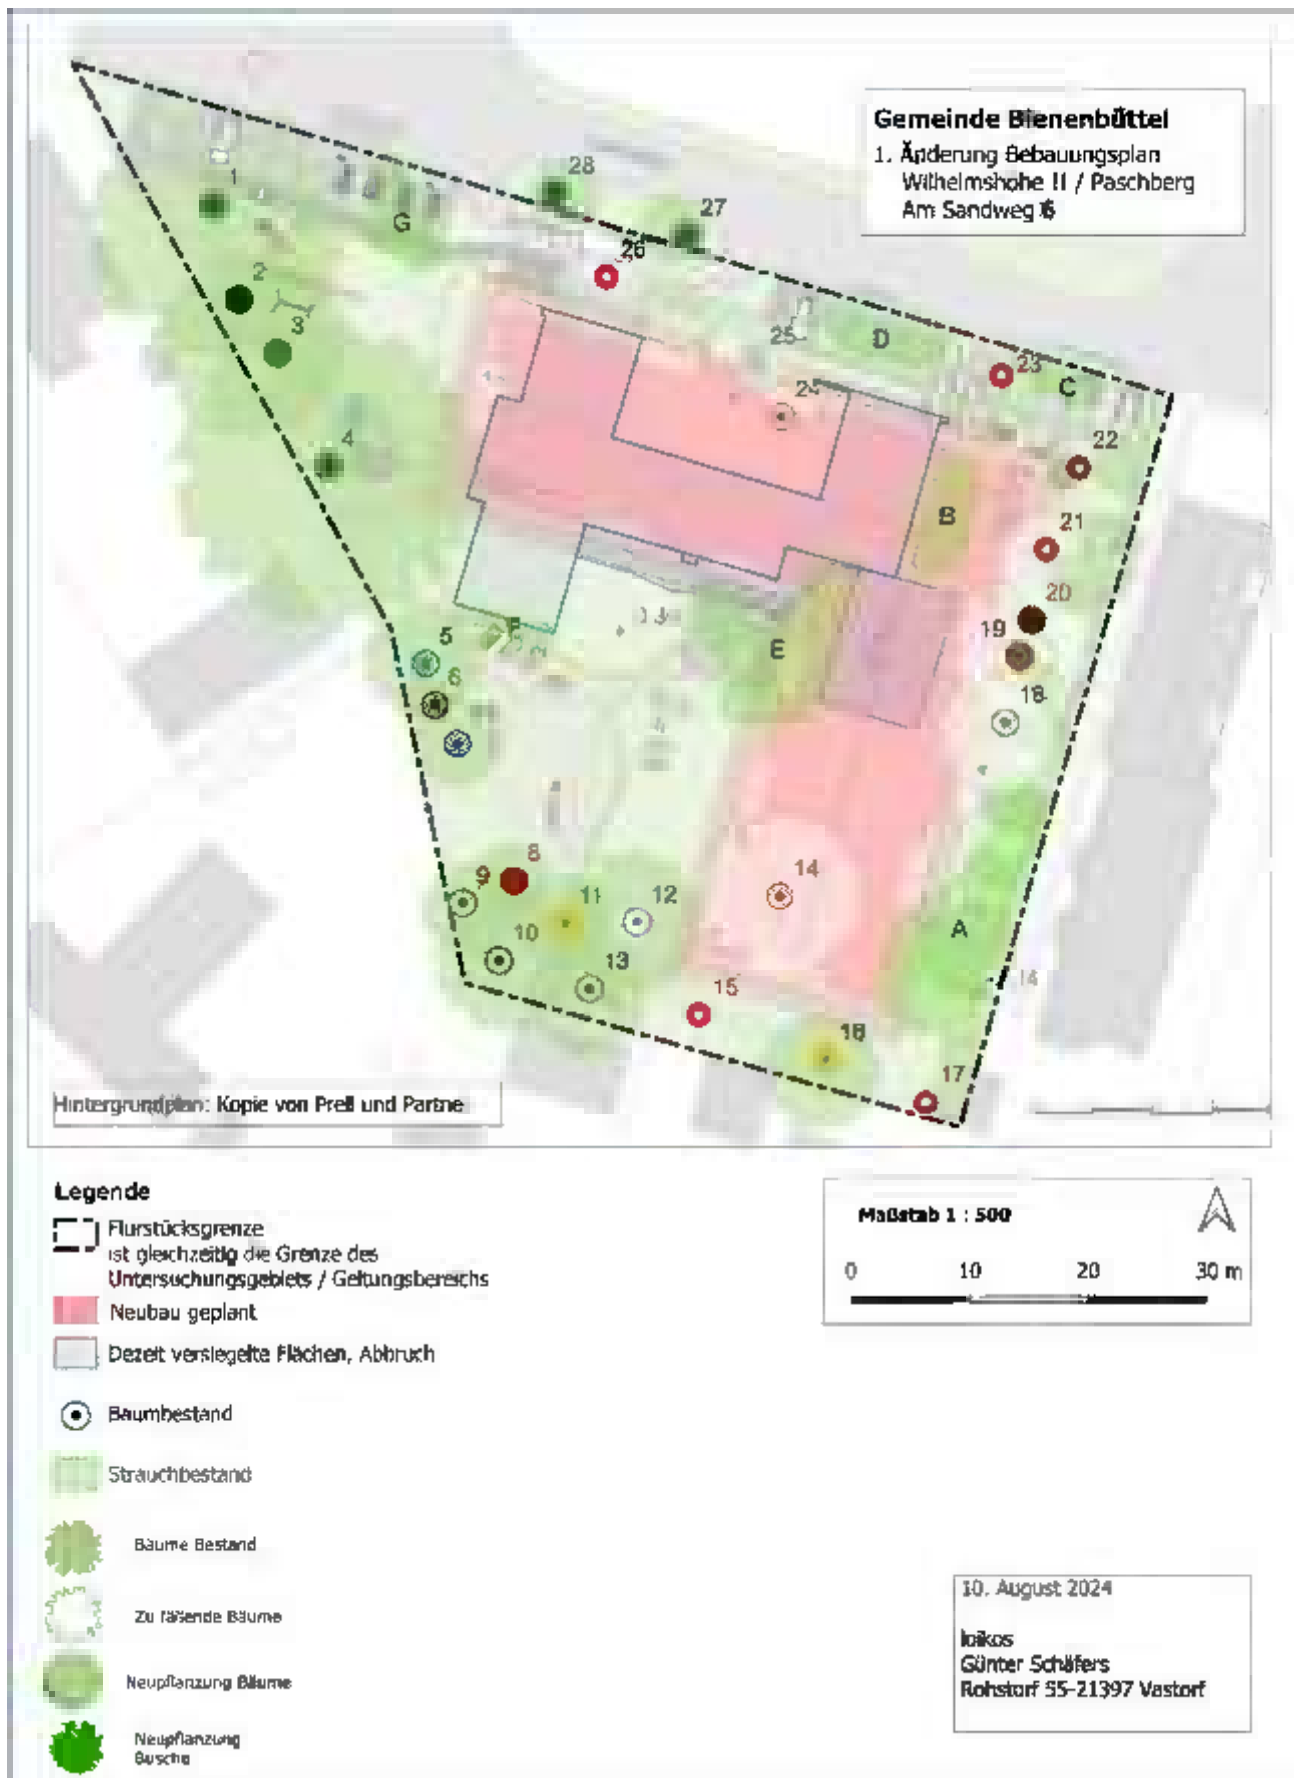 Gemeinde Bienenbüttel
1. Änderung Bebauungsplan
Wilhelmshöhe II / Paschberg
Am Sandweg 6
28
27
26
1
G
2
3
25
D
23
C
24
4
22
B
21
20
19
5
E
6
18
8
9
11
12
14
10
13
A
15
16
17
Hintergrundplan: Kopie von Prell und Partne
Legende
Flurstücksgrenze
ist gleichzeitig die Grenze des
Untersuchungsgebiets / Geltungsbereichs
Neubau geplant
Dezeit versiegelte Flächen, Abbruch
Baumbestand
Strauchbestand
Bäume Bestand
Zu fällende Bäume
Neupflanzung Bäume
Neupflanzung
Büsche
Maßstab 1 : 500
0 10 20 30 m
10. August 2024
Günter Schäfers
Rohstorf 55-21397 Vastorf